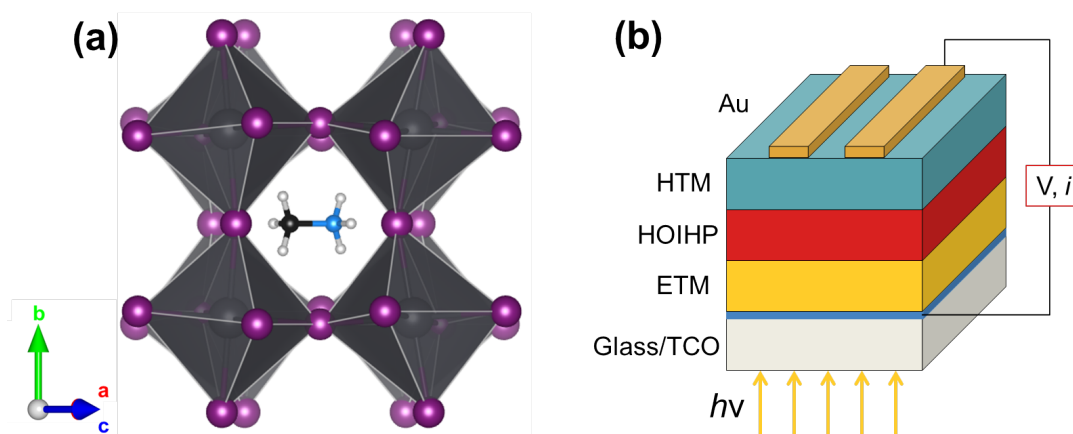 (a)
b
a
c
(b)
Au
HTM
HOIHP
ETM
Glass/TCO
V, i
hν